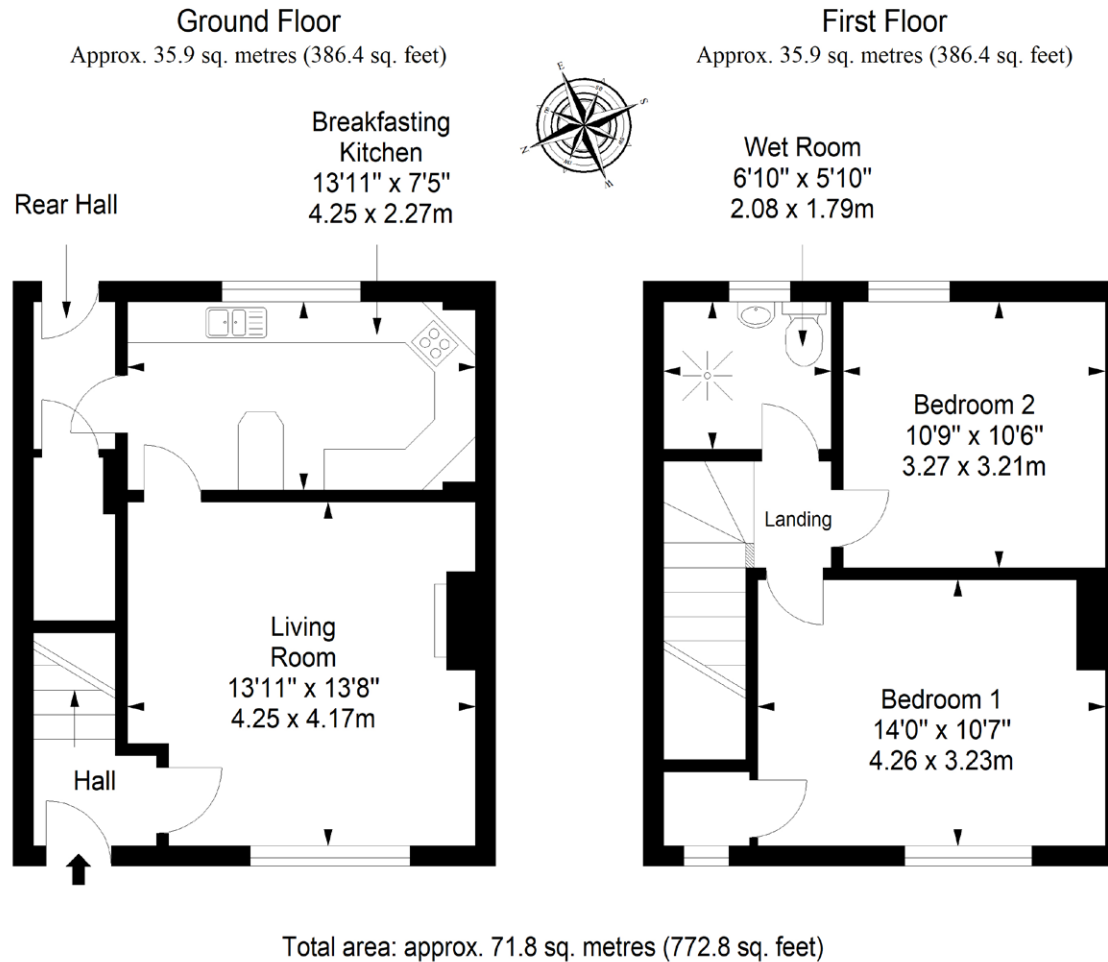 Ground Floor
Approx. 35.9 sq. metres (386.4 sq. feet)
First Floor
Approx. 35.9 sq. metres (386.4 sq. feet)
E
S
N
W
Breakfasting
Kitchen
13'11" x 7'5"
4.25 x 2.27m
Rear Hall
Wet Room
6'10" x 5'10"
2.08 x 1.79m
Living
Room
13'11" x 13'8"
4.25 x 4.17m
Hall
Bedroom 2
10'9" x 10'6"
3.27 x 3.21m
Landing
Bedroom 1
14'0" x 10'7"
4.26 x 3.23m
Total area: approx. 71.8 sq. metres (772.8 sq. feet)